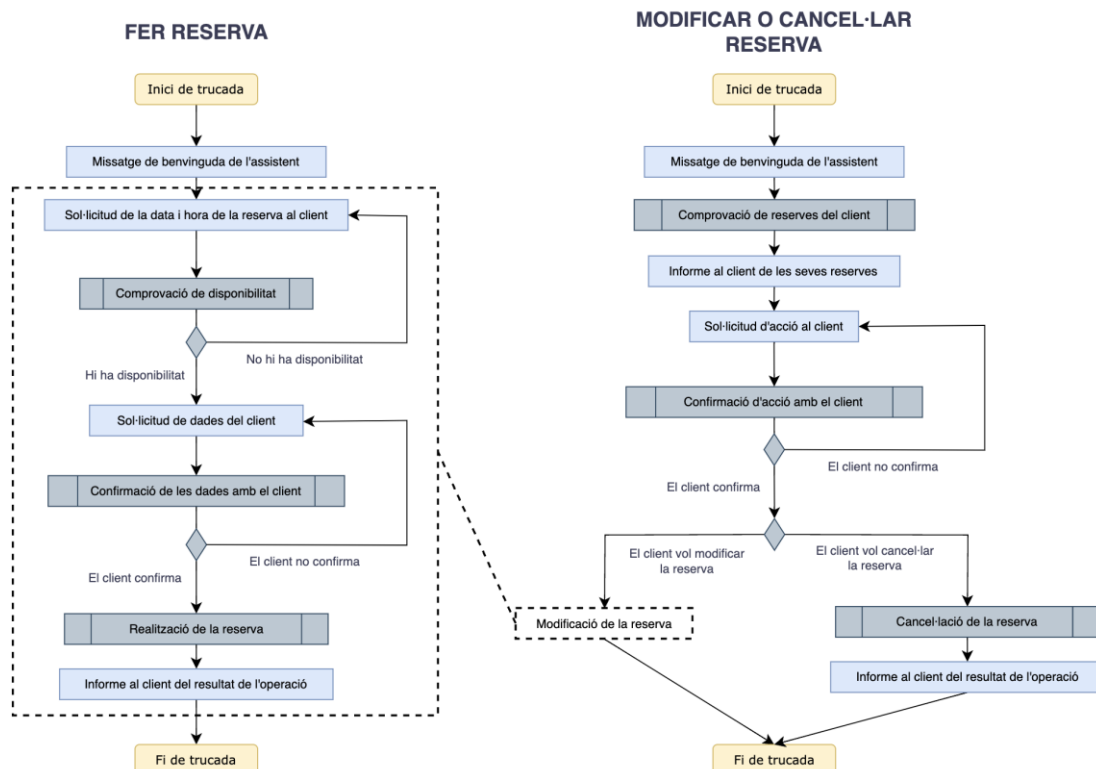 FER RESERVA
Inici de trucada
Missatge de benvinguda de l'assistent
Sol·licitud de la data i hora de la reserva al client
Comprovació de disponibilitat
No hi ha disponibilitat
Hi ha disponibilitat
Sol·licitud de dades del client
Confirmació de les dades amb el client
El client no confirma
El client confirma
Realització de la reserva
Informe al client del resultat de l'operació
Fi de trucada
MODIFICAR O CANCEL·LAR
RESERVA
Inici de trucada
Missatge de benvinguda de l'assistent
Comprovació de reserves del client
Informe al client de les seves reserves
Sol·licitud d'acció al client
Confirmació d'acció amb el client
El client no confirma
El client confirma
El client vol modificar
la reserva
El client vol cancel·lar
la reserva
Modificació de la reserva
Cancel·lació de la reserva
Informe al client del resultat de l'operació
Fi de trucada